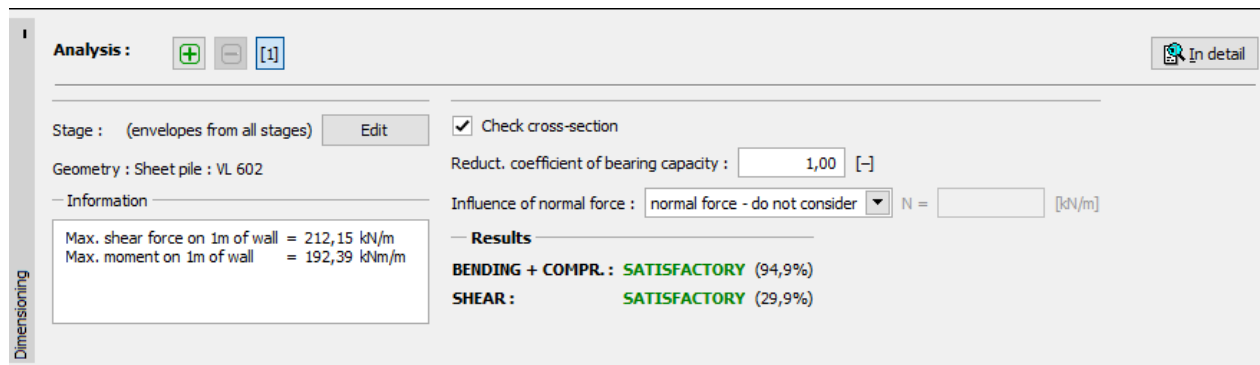 Analysis :
[1]
In detail
Stage : (envelopes from all stages) Edit
Geometry : Sheet pile : VL 602
Information
Max. shear force on 1m of wall = 212,15 kN/m
Max. moment on 1m of wall = 192,39 kNm/m
Check cross-section
Reduct. coefficient of bearing capacity : 1,00 [–]
Influence of normal force : normal force - do not consider N = [kN/m]
Results
BENDING + COMPR. : SATISFACTORY (94,9%)
SHEAR : SATISFACTORY (29,9%)
Dimensioning